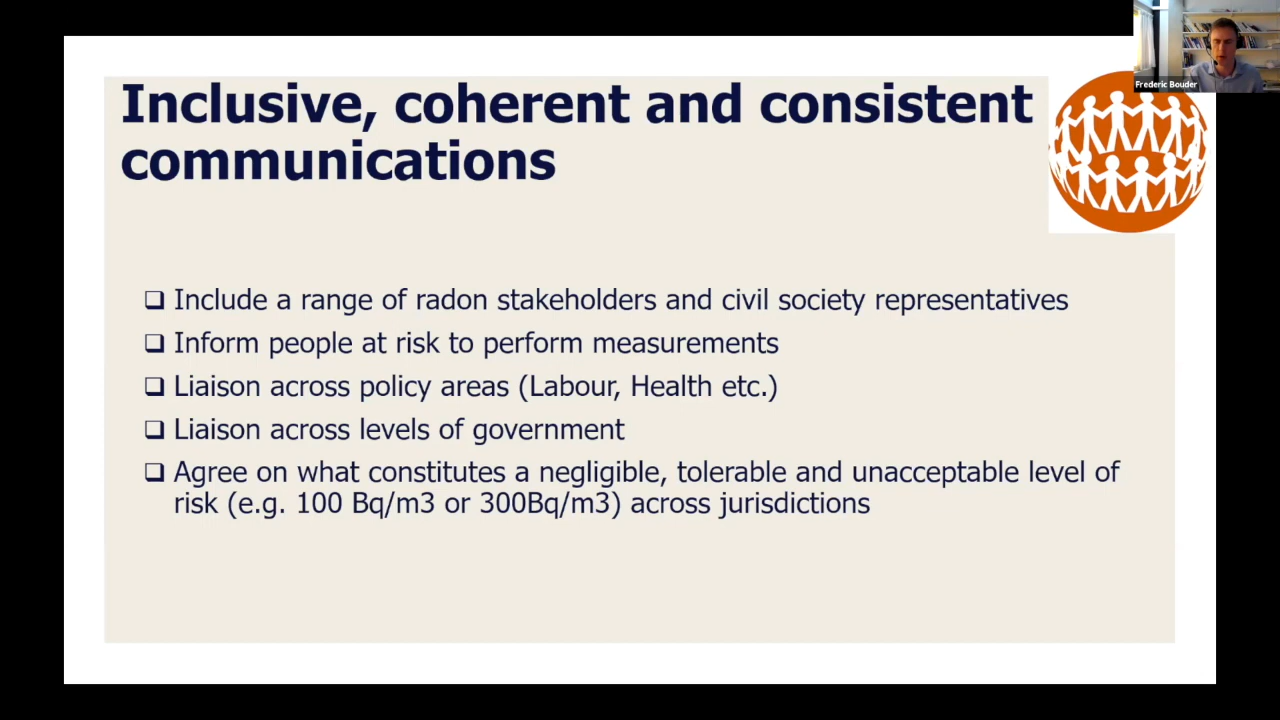 Frederic Bouder
Inclusive, coherent and consistent
communications
❑ Include a range of radon stakeholders and civil society representatives
❑ Inform people at risk to perform measurements
❑ Liaison across policy areas (Labour, Health etc.)
❑ Liaison across levels of government
❑ Agree on what constitutes a negligible, tolerable and unacceptable level of
risk (e.g. 100 Bq/m3 or 300Bq/m3) across jurisdictions